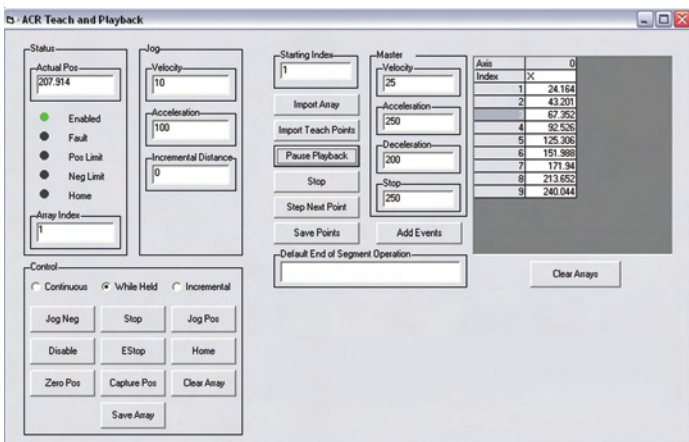 ACR Teach and Playback
Status
Actual Pos
207.914
Enabled
Fault
Pos Limit
Neg Limit
Home
Array Index
1
Jog
Velocity
10
Acceleration
100
Incremental Distance
0
Control
Continuous While Held Incremental
Jog Neg Stop Jog Pos
Disable EStop Home
Zero Pos Capture Pos Clear Array
Save Array
Starting Index
1
Import Array
Import Teach Points
Pause Playback
Stop
Step Next Point
Save Points
Master
Velocity
25
Acceleration
250
Deceleration
200
Stop
250
Add Events
Default End of Segment Operation
Axis 0
Index X
1 24.164
2 43.201
67.352
4 92.526
5 125.306
6 151.988
7 171.94
8 213.652
9 240.044
Clear Arrays